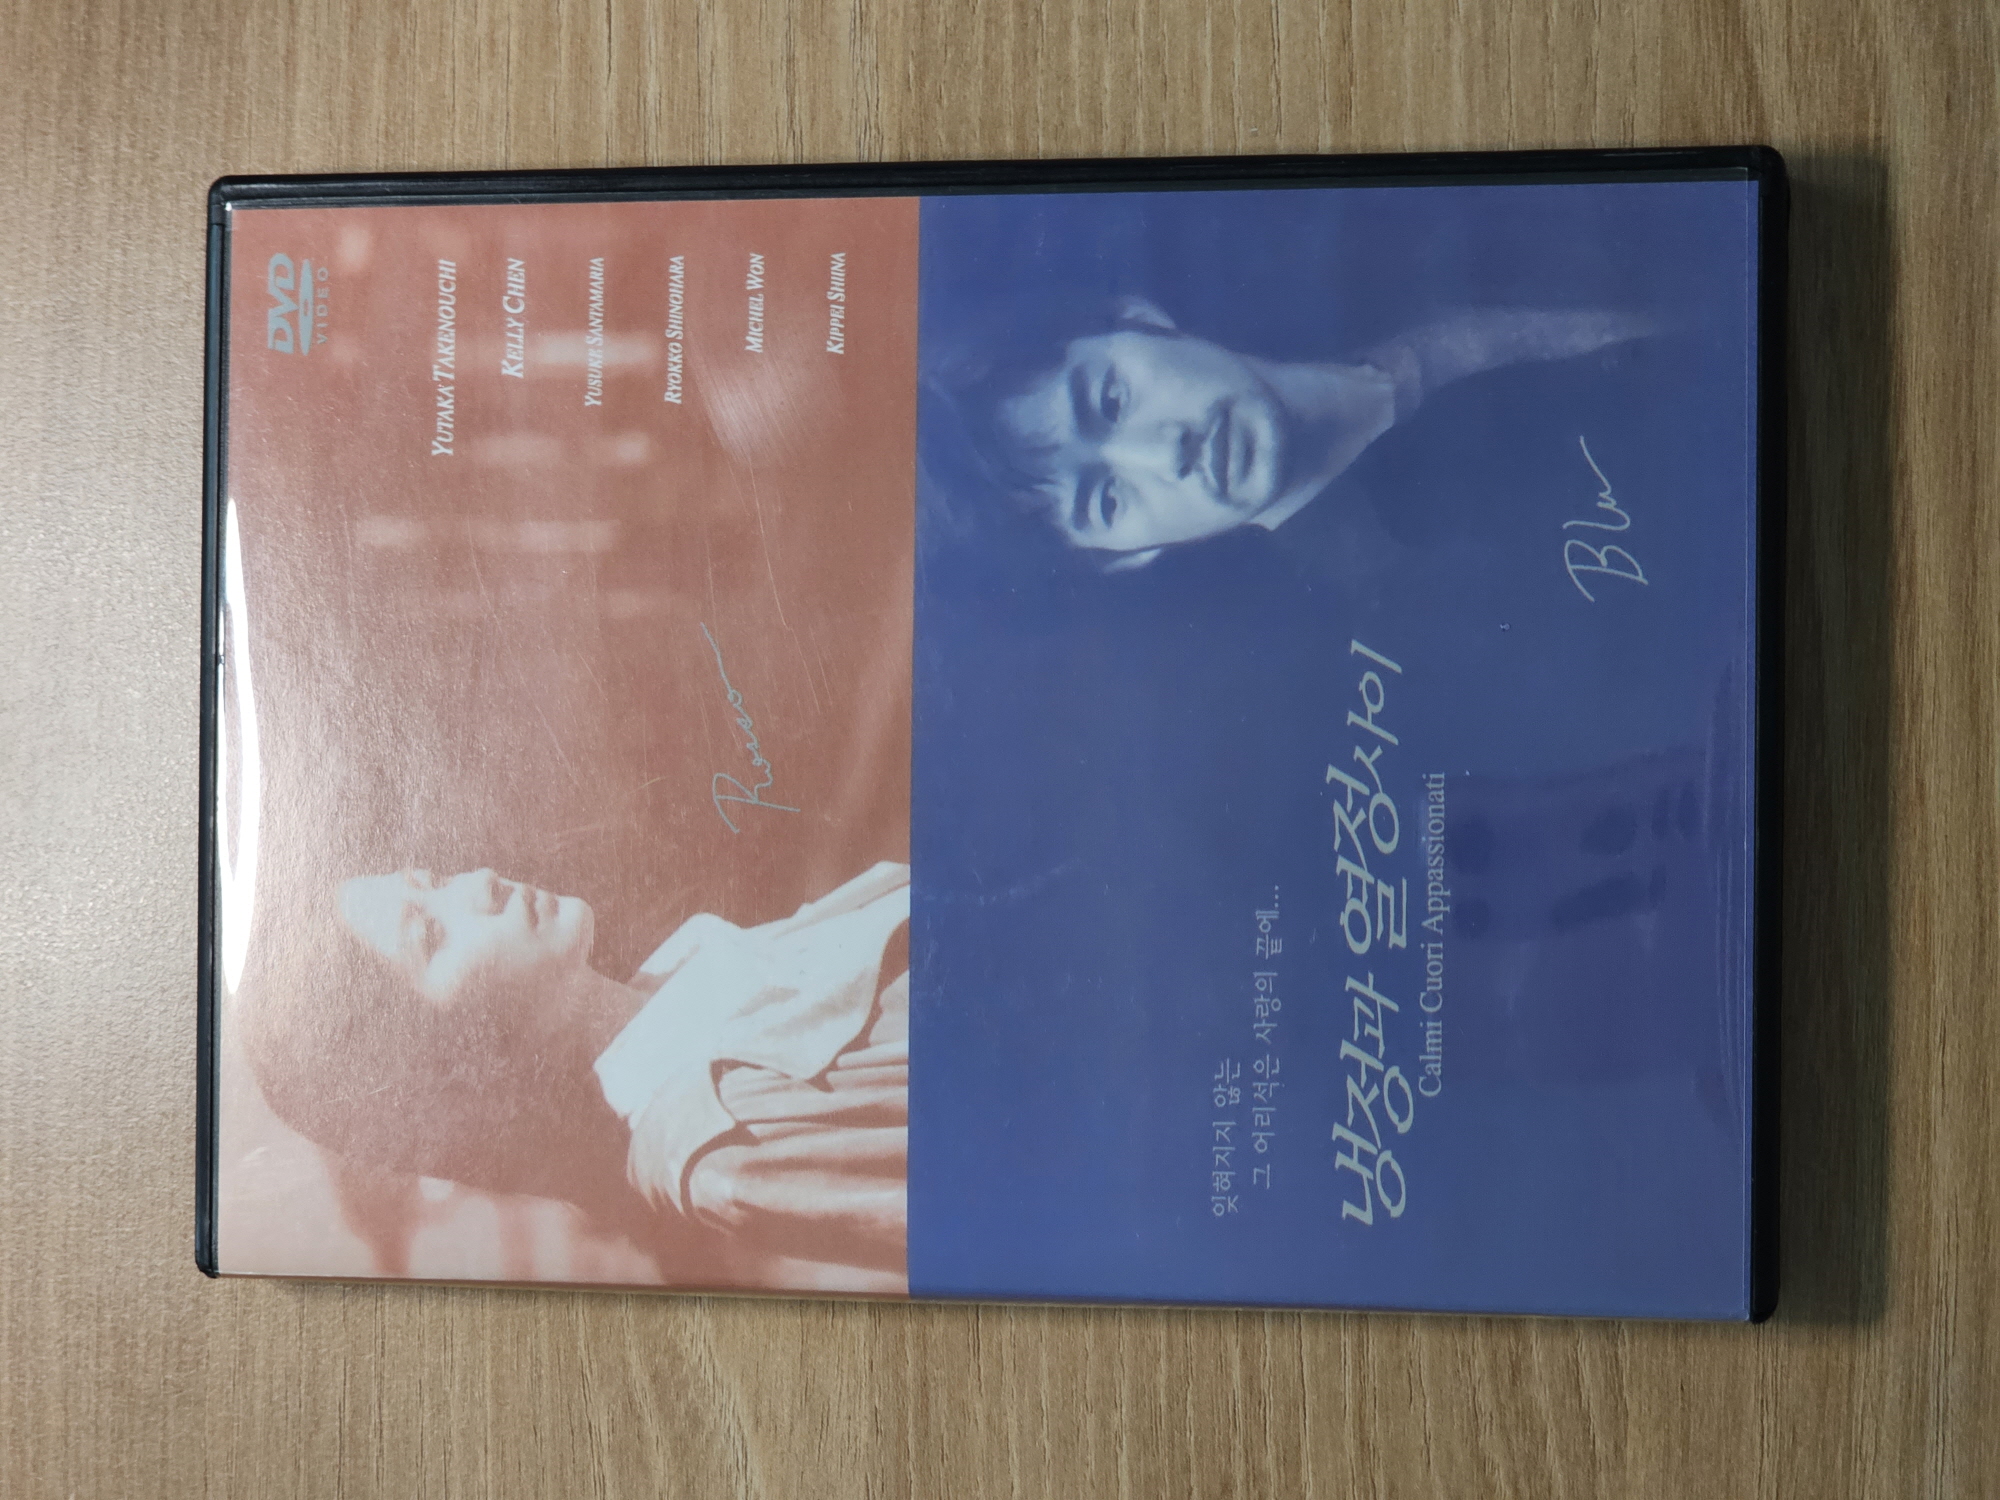 DVD
VIDEO
YUTAKA TAKENOUCHI
KELLY CHEN
YUSUKE SANTAMARIA
RYOKKO SHINOHARA
MICHEL WON
KIPPEI SHINA
Rosso
잊혀지지 않는
그 어리석은 사랑의 끝에...
냉정과 열정사이
Calmi Cuori Appassionati
Blu